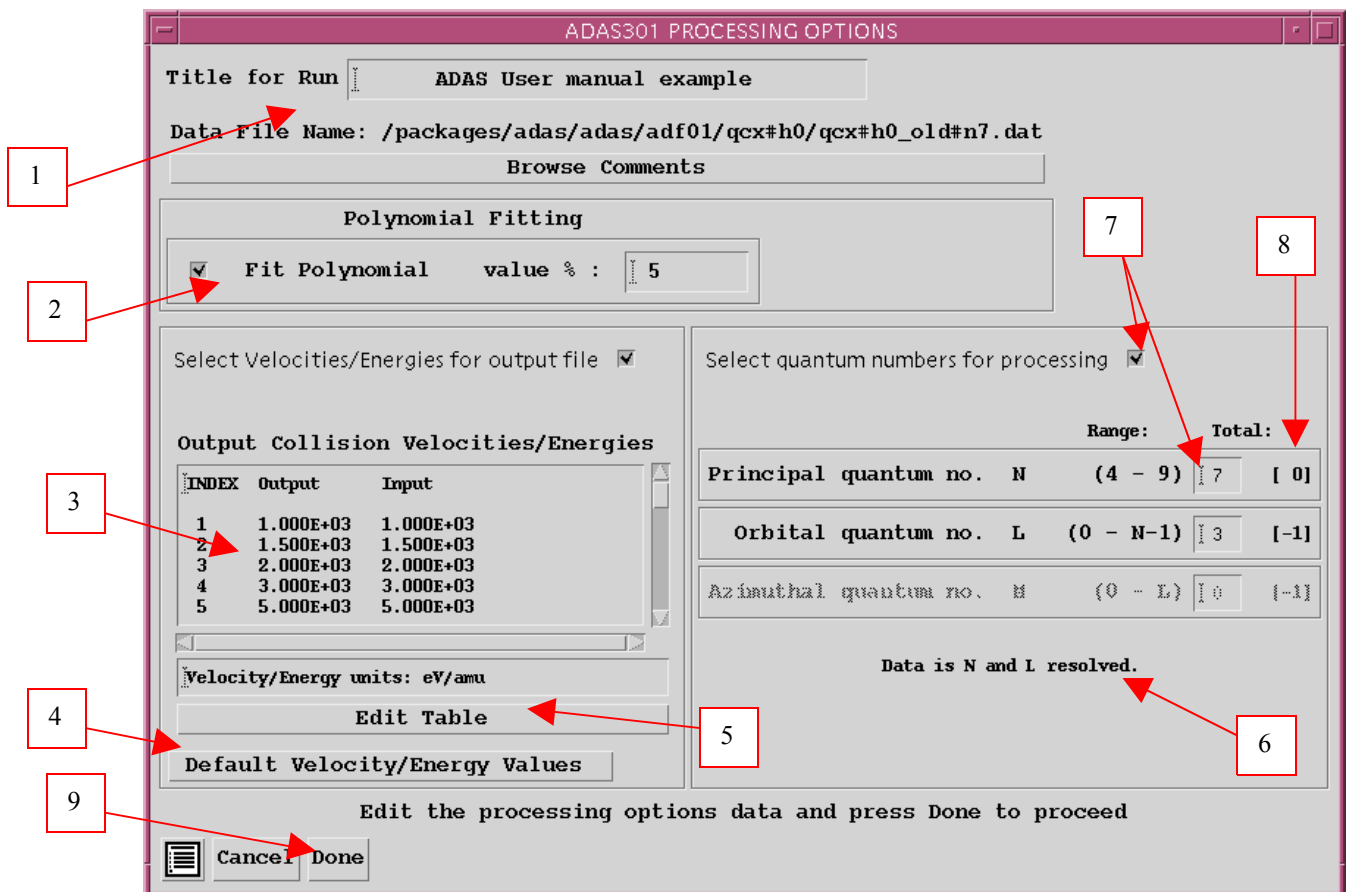 ADAS301 PROCESSING OPTIONS
Title for Run ADAS User manual example
1
Data File Name: /packages/adas/adas/adf01/qcx#h0/qcx#h0_old#n7.dat
Browse Comments
Polynomial Fitting
7
8
2
Fit Polynomial value % : 5
Select Velocities/Energies for output file
Select quantum numbers for processing
Output Collision Velocities/Energies
Range: Total:
3
INDEX Output Input
1 1.000E+03 1.000E+03
2 1.500E+03 1.500E+03
3 2.000E+03 2.000E+03
4 3.000E+03 3.000E+03
5 5.000E+03 5.000E+03
Principal quantum no. N (4 - 9) 7 [ 0]
Orbital quantum no. L (0 - N-1) 3 [-1]
Azimuthal quantum no. M (0 - L) 0 [-1]
Data is N and L resolved.
Velocity/Energy units: eV/amu
4
Edit Table
5
6
Default Velocity/Energy Values
9
Edit the processing options data and press Done to proceed
Cancel Done